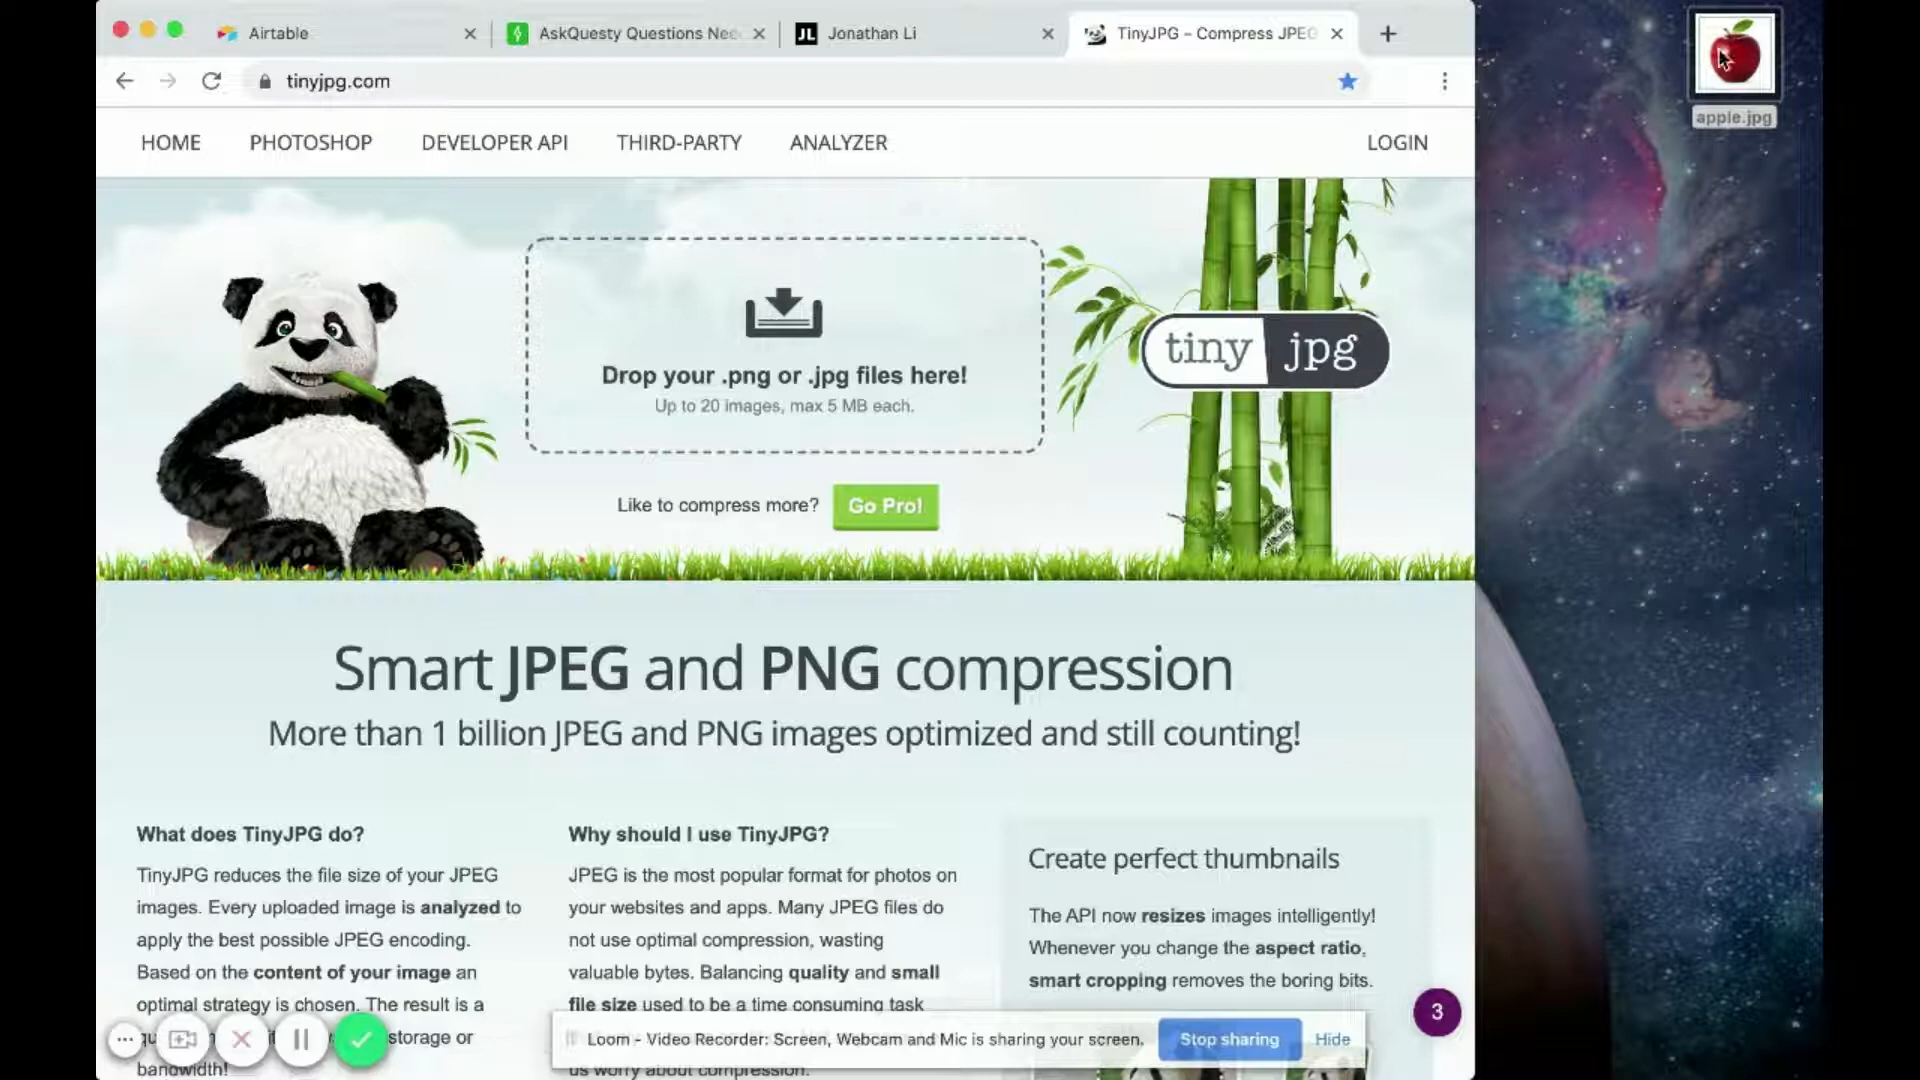 Airtable
AskQuesty Questions Nee
JL Jonathan Li
TinyJPG – Compress JPEG
tinyjpg.com
apple.jpg
HOME PHOTOSHOP DEVELOPER API THIRD-PARTY ANALYZER LOGIN
Drop your .png or .jpg files here!
Up to 20 images, max 5 MB each.
tiny jpg
Like to compress more? Go Pro!
Smart JPEG and PNG compression
More than 1 billion JPEG and PNG images optimized and still counting!
What does TinyJPG do?
TinyJPG reduces the file size of your JPEG
images. Every uploaded image is analyzed to
apply the best possible JPEG encoding.
Based on the content of your image an
optimal strategy is chosen. The result is a
storage or
bandwidth!
Why should I use TinyJPG?
JPEG is the most popular format for photos on
your websites and apps. Many JPEG files do
not use optimal compression, wasting
valuable bytes. Balancing quality and small
file size used to be a time consuming task
us worry about compression.
Create perfect thumbnails
The API now resizes images intelligently!
Whenever you change the aspect ratio,
smart cropping removes the boring bits.
3
Loom – Video Recorder: Screen, Webcam and Mic is sharing your screen. Stop sharing Hide